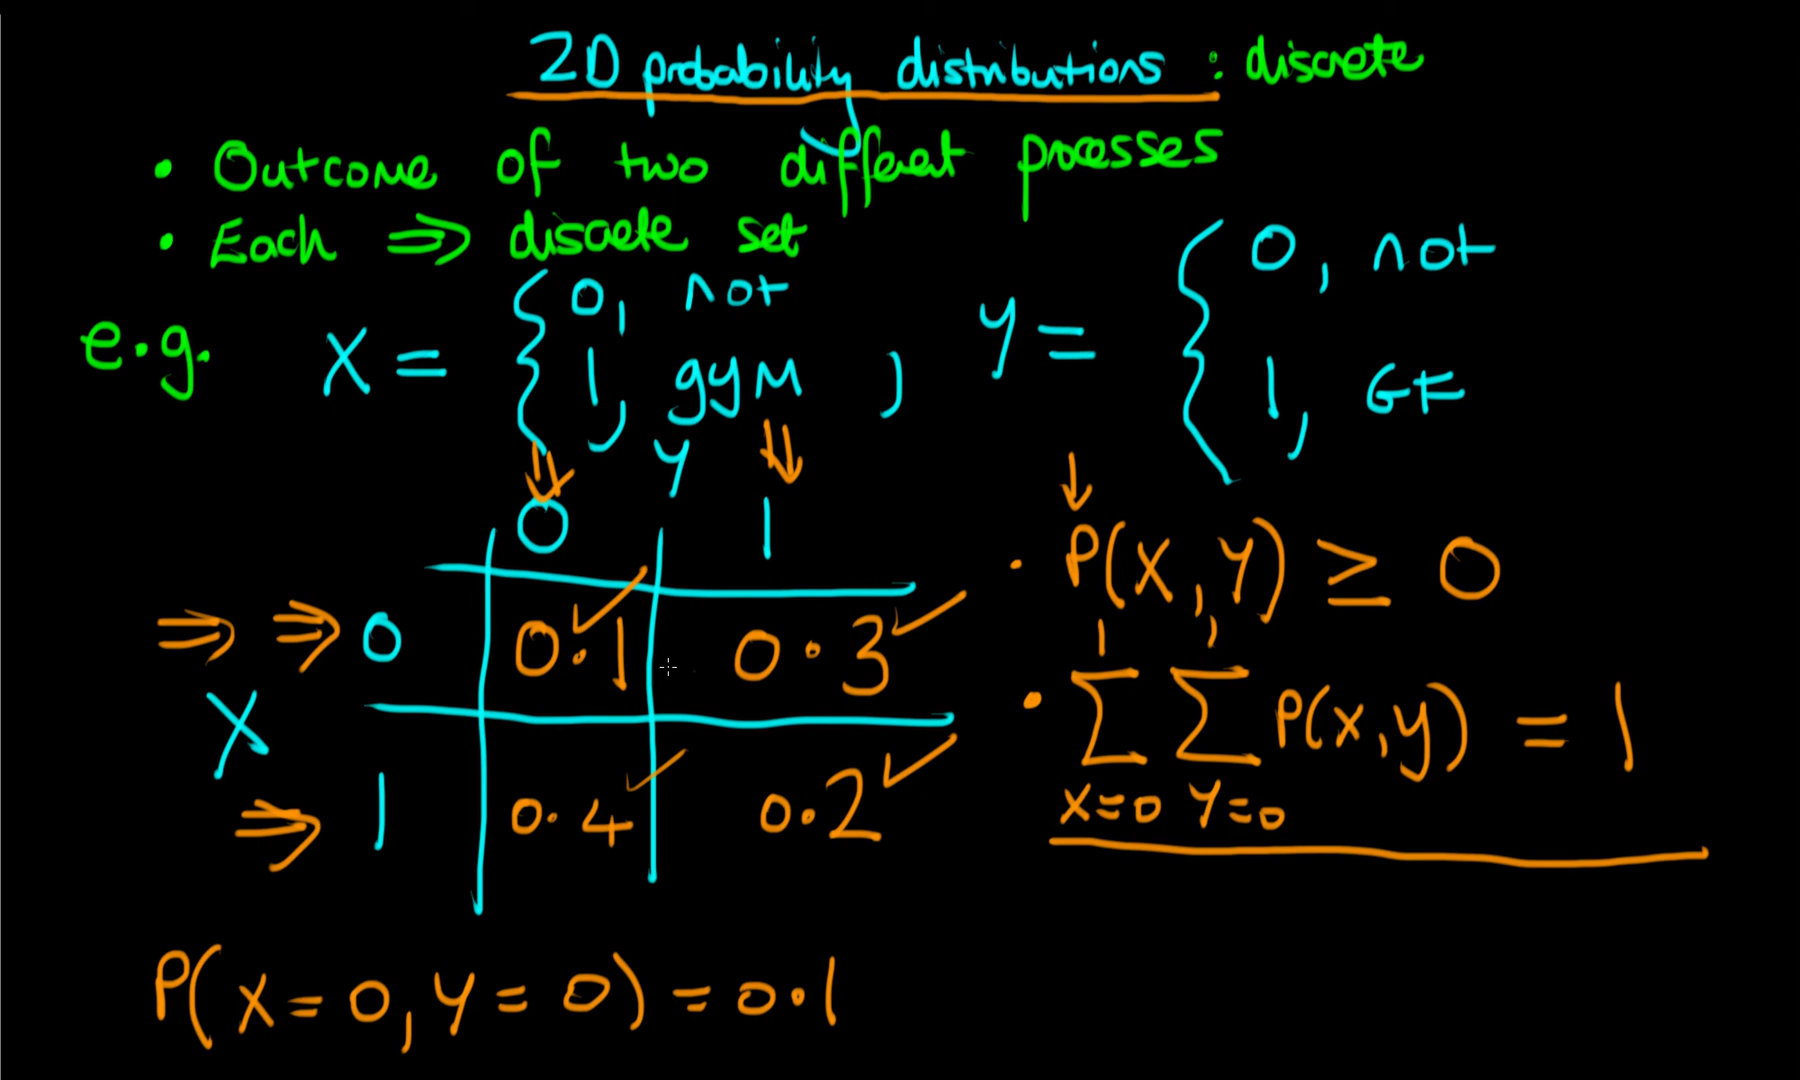 2D probability distributions : discrete
• Outcome of two different processes
• Each ⇒ discrete set
e.g. X = { 0, not
1, gym , Y = { 0, not
1, GF
Y
0 1
⇒ ⇒ 0 0.1 ✓ 0.3 ✓
X
⇒ 1 0.4 ✓ 0.2 ✓
• P(X,Y) ≥ 0
1 1
• ∑ ∑ P(X,Y) = 1
X=0 Y=0
P(X=0,Y=0) = 0.1